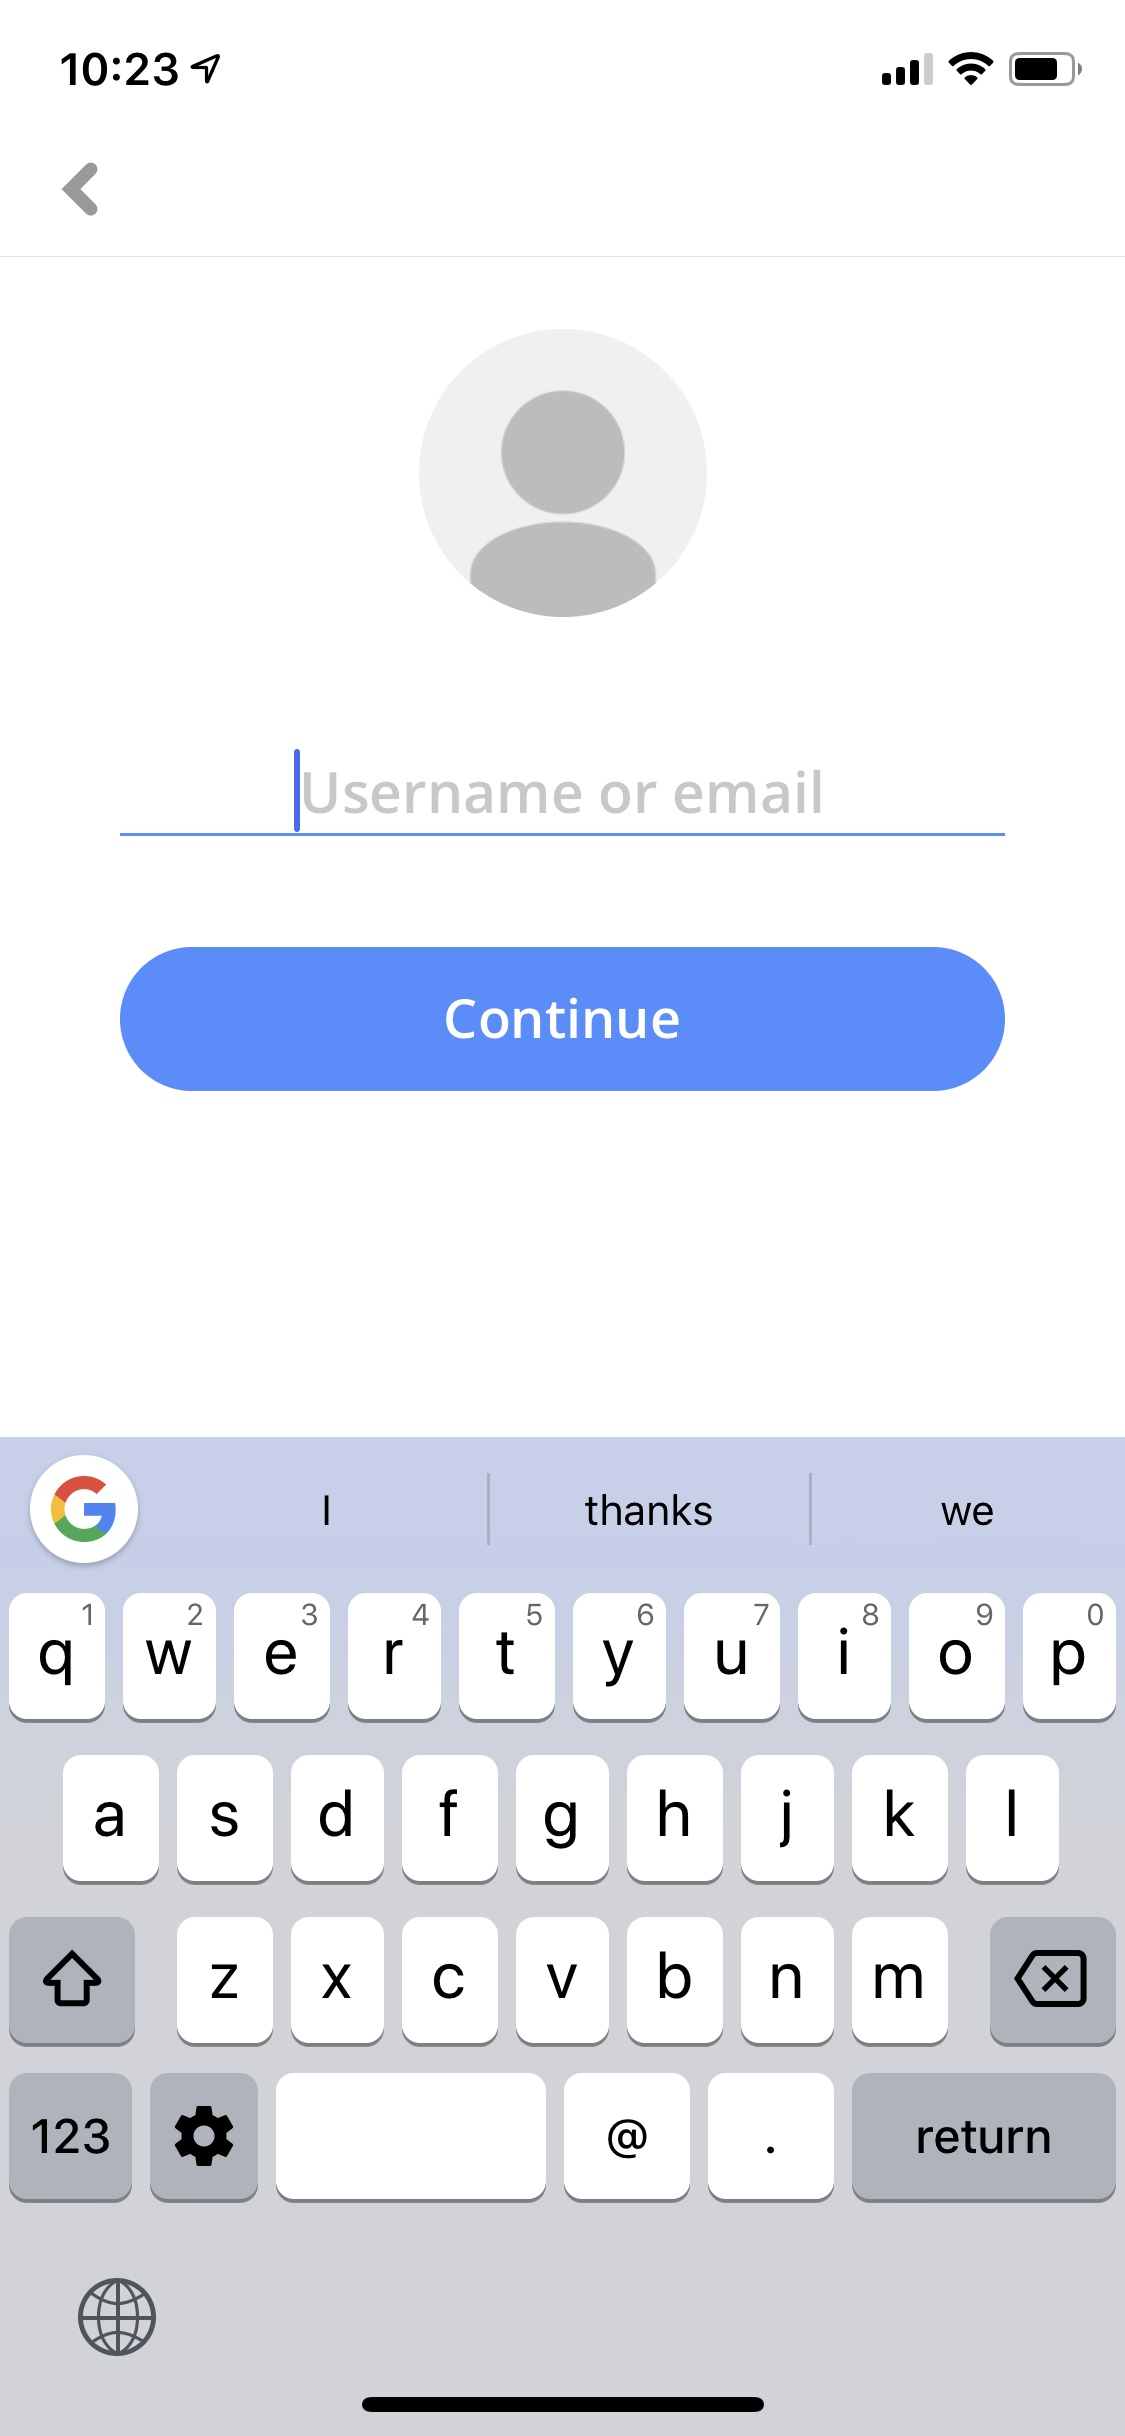 10:23
Username or email
Continue
I thanks we
1 2 3 4 5 6 7 8 9 0
q w e r t y u i o p
a s d f g h j k l
z x c v b n m
123 @ . return